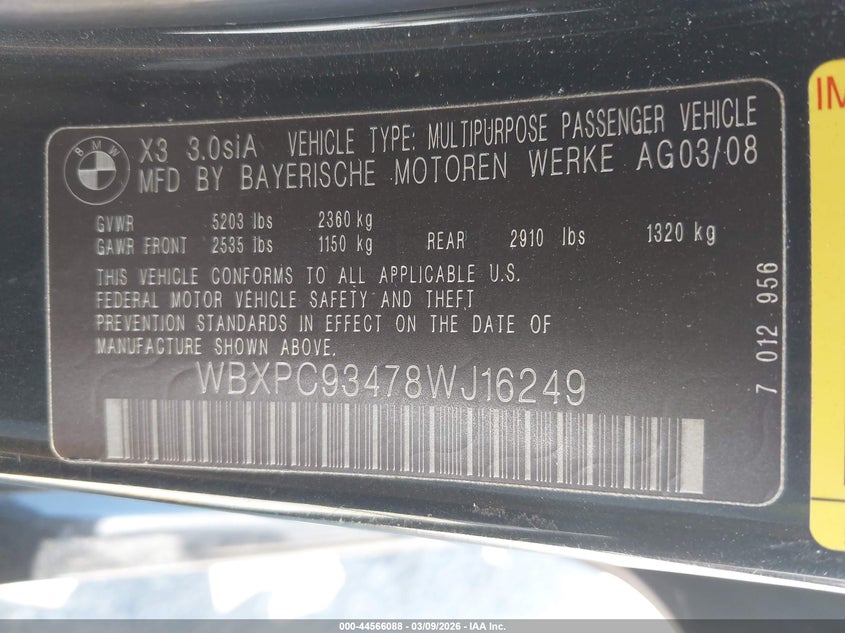 BMW
X3 3.0siA VEHICLE TYPE: MULTIPURPOSE PASSENGER VEHICLE
MFD BY BAYERISCHE MOTOREN WERKE AG03/08
GVWR 5203 lbs 2360 kg
GAWR FRONT 2535 lbs 1150 kg REAR 2910 lbs 1320 kg
THIS VEHICLE CONFORMS TO ALL APPLICABLE U.S.
FEDERAL MOTOR VEHICLE SAFETY AND THEFT
PREVENTION STANDARDS IN EFFECT ON THE DATE OF
MANUFACTURE SHOWN ABOVE.
WBXPC93478WJ16249
7 012 956
IM
000-44566088 - 03/09/2026 - IAA Inc.